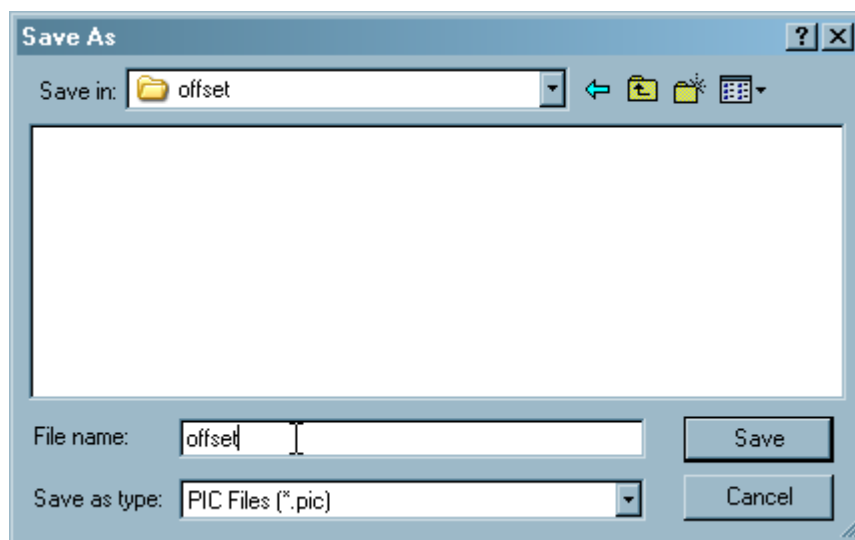 Save As
Save in: offset
File name: offset Save
Save as type: PIC Files (*.pic) Cancel